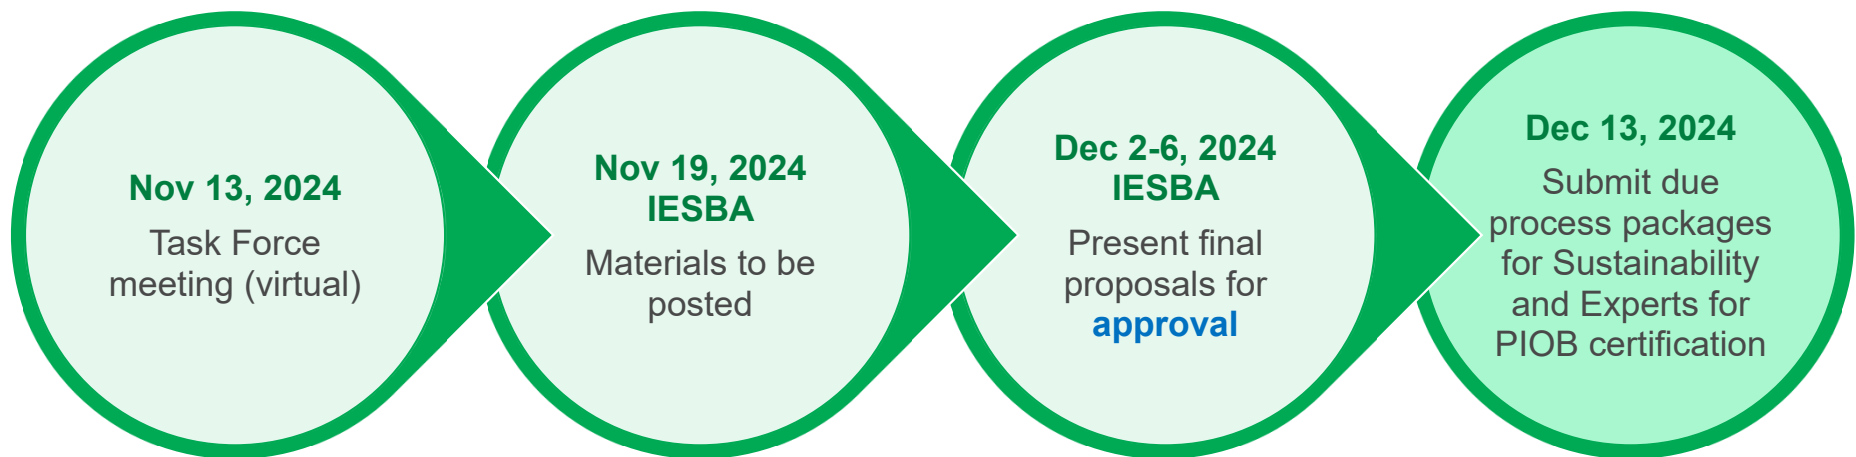 Nov 13, 2024
Task Force
meeting (virtual)
Nov 19, 2024
IESBA
Materials to be
posted
Dec 2-6, 2024
IESBA
Present final
proposals for
approval
Dec 13, 2024
Submit due
process packages
for Sustainability
and Experts for
PIOB certification